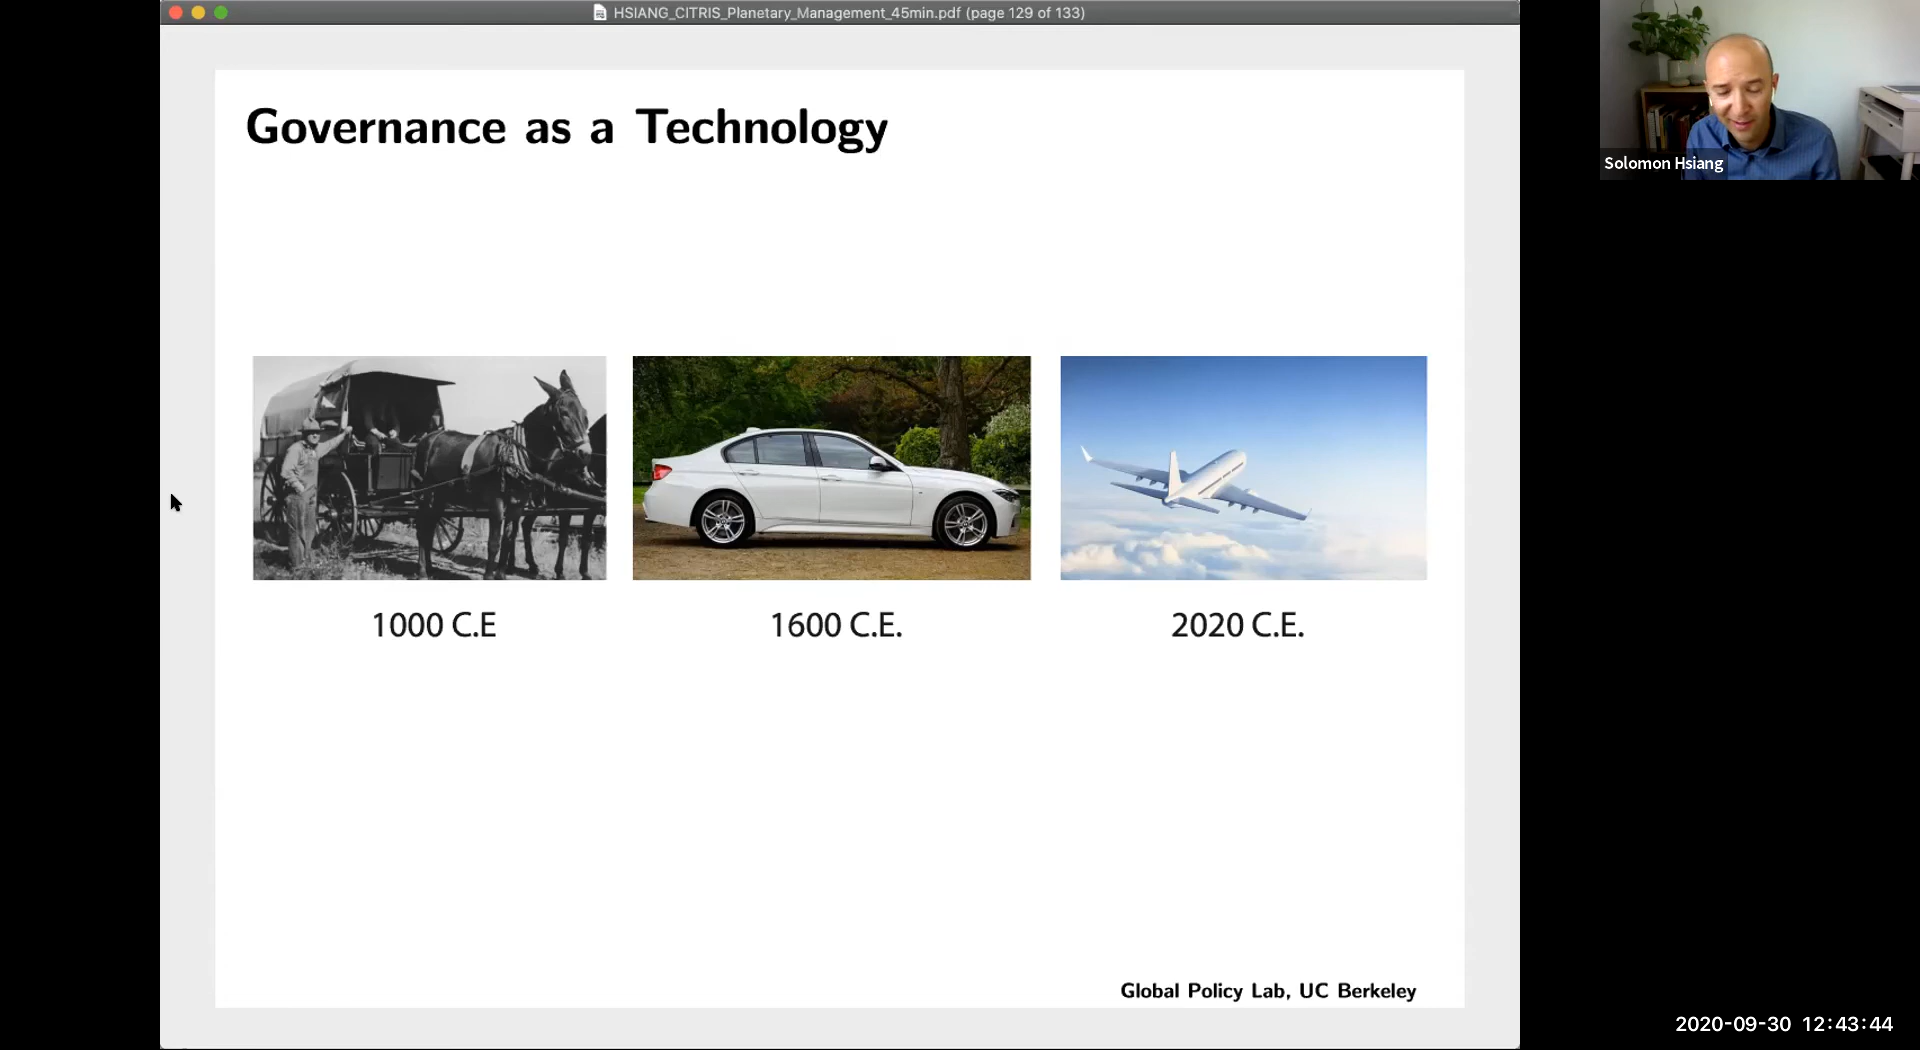 HSIANG_CITRIS_Planetary_Management_45min.pdf (page 129 of 133)
Governance as a Technology
1000 C.E
1600 C.E.
2020 C.E.
Global Policy Lab, UC Berkeley
Solomon Hsiang
2020-09-30 12:43:44